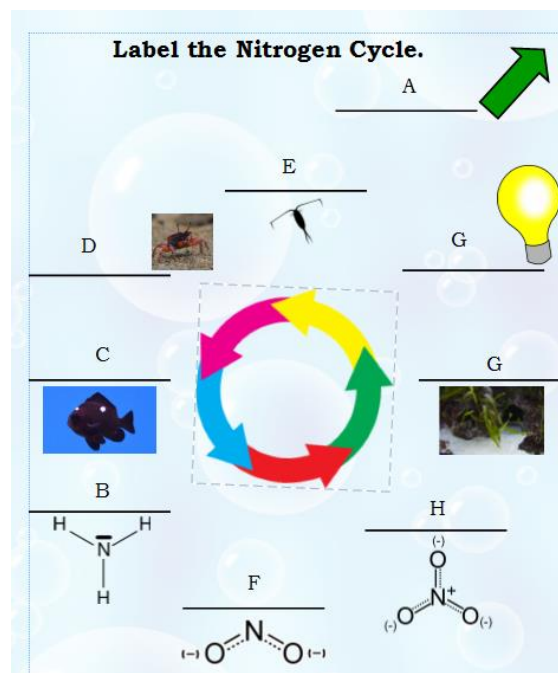 Label the Nitrogen Cycle.
A
E
D
G
C
G
B
H
H
H
N
H
(-)
O
N+
(-) O
O (-)
F
(-) O
N
O (-)